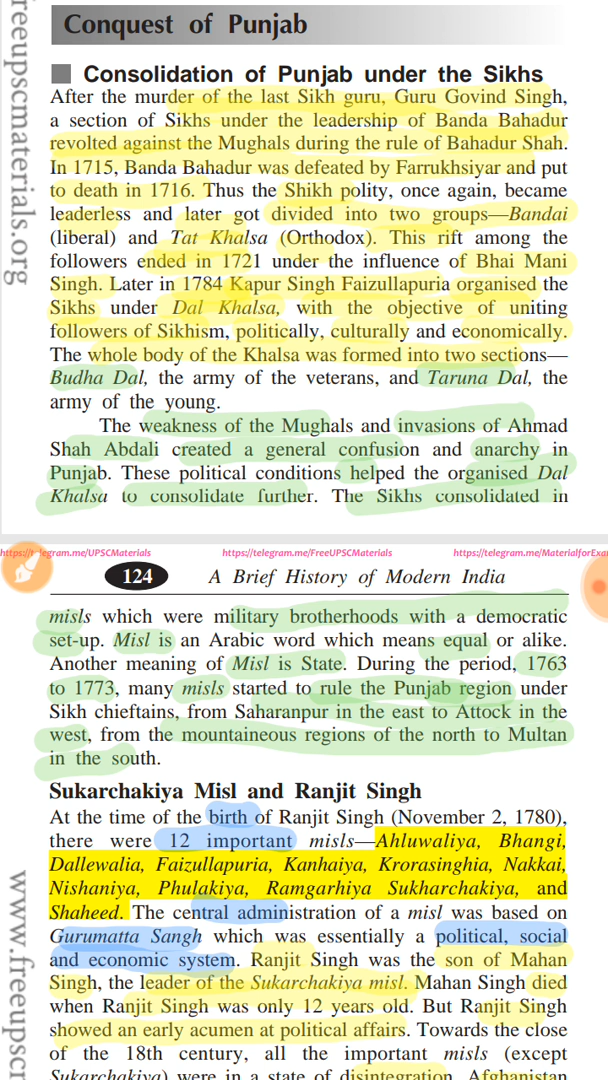 reeupscmaterials.org
Conquest of Punjab
Consolidation of Punjab under the Sikhs
After the murder of the last Sikh guru, Guru Govind Singh,
a section of Sikhs under the leadership of Banda Bahadur
revolted against the Mughals during the rule of Bahadur Shah.
In 1715, Banda Bahadur was defeated by Farrukhsiyar and put
to death in 1716. Thus the Shikh polity, once again, became
leaderless and later got divided into two groups—Bandai
(liberal) and Tat Khalsa (Orthodox). This rift among the
followers ended in 1721 under the influence of Bhai Mani
Singh. Later in 1784 Kapur Singh Faizullapuria organised the
Sikhs under Dal Khalsa, with the objective of uniting
followers of Sikhism, politically, culturally and economically.
The whole body of the Khalsa was formed into two sections—
Budha Dal, the army of the veterans, and Taruna Dal, the
army of the young.
The weakness of the Mughals and invasions of Ahmad
Shah Abdali created a general confusion and anarchy in
Punjab. These political conditions helped the organised Dal
Khalsa to consolidate further. The Sikhs consolidated in
https://telegram.me/UPSCMaterials https://telegram.me/FreeUPSCMaterials https://telegram.me/MaterialforExa
124 A Brief History of Modern India
misls which were military brotherhoods with a democratic
set-up. Misl is an Arabic word which means equal or alike.
Another meaning of Misl is State. During the period, 1763
to 1773, many misls started to rule the Punjab region under
Sikh chieftains, from Saharanpur in the east to Attock in the
west, from the mountaineous regions of the north to Multan
in the south.
Sukarchakiya Misl and Ranjit Singh
At the time of the birth of Ranjit Singh (November 2, 1780),
there were 12 important misls—Ahluwaliya, Bhangi,
Dallewalia, Faizullapuria, Kanhaiya, Krorasinghia, Nakkai,
Nishaniya, Phulakiya, Ramgarhiya Sukharchakiya, and
Shaheed. The central administration of a misl was based on
Gurumatta Sangh which was essentially a political, social
and economic system. Ranjit Singh was the son of Mahan
Singh, the leader of the Sukarchakiya misl. Mahan Singh died
when Ranjit Singh was only 12 years old. But Ranjit Singh
showed an early acumen at political affairs. Towards the close
of the 18th century, all the important misls (except
Sukarchakiya) were in a state of disintegration. Afghanistan
www.freeupscr